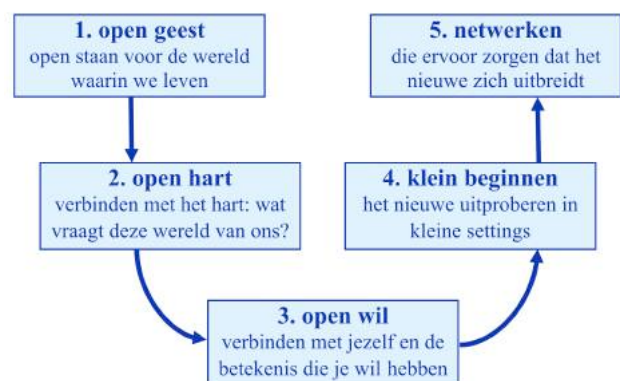 1. open geest
open staan voor de wereld
waarin we leven
2. open hart
verbinden met het hart: wat
vraagt deze wereld van ons?
3. open wil
verbinden met jezelf en de
betekenis die je wil hebben
4. klein beginnen
het nieuwe uitproberen in
kleine settings
5. netwerken
die ervoor zorgen dat het
nieuwe zich uitbreidt